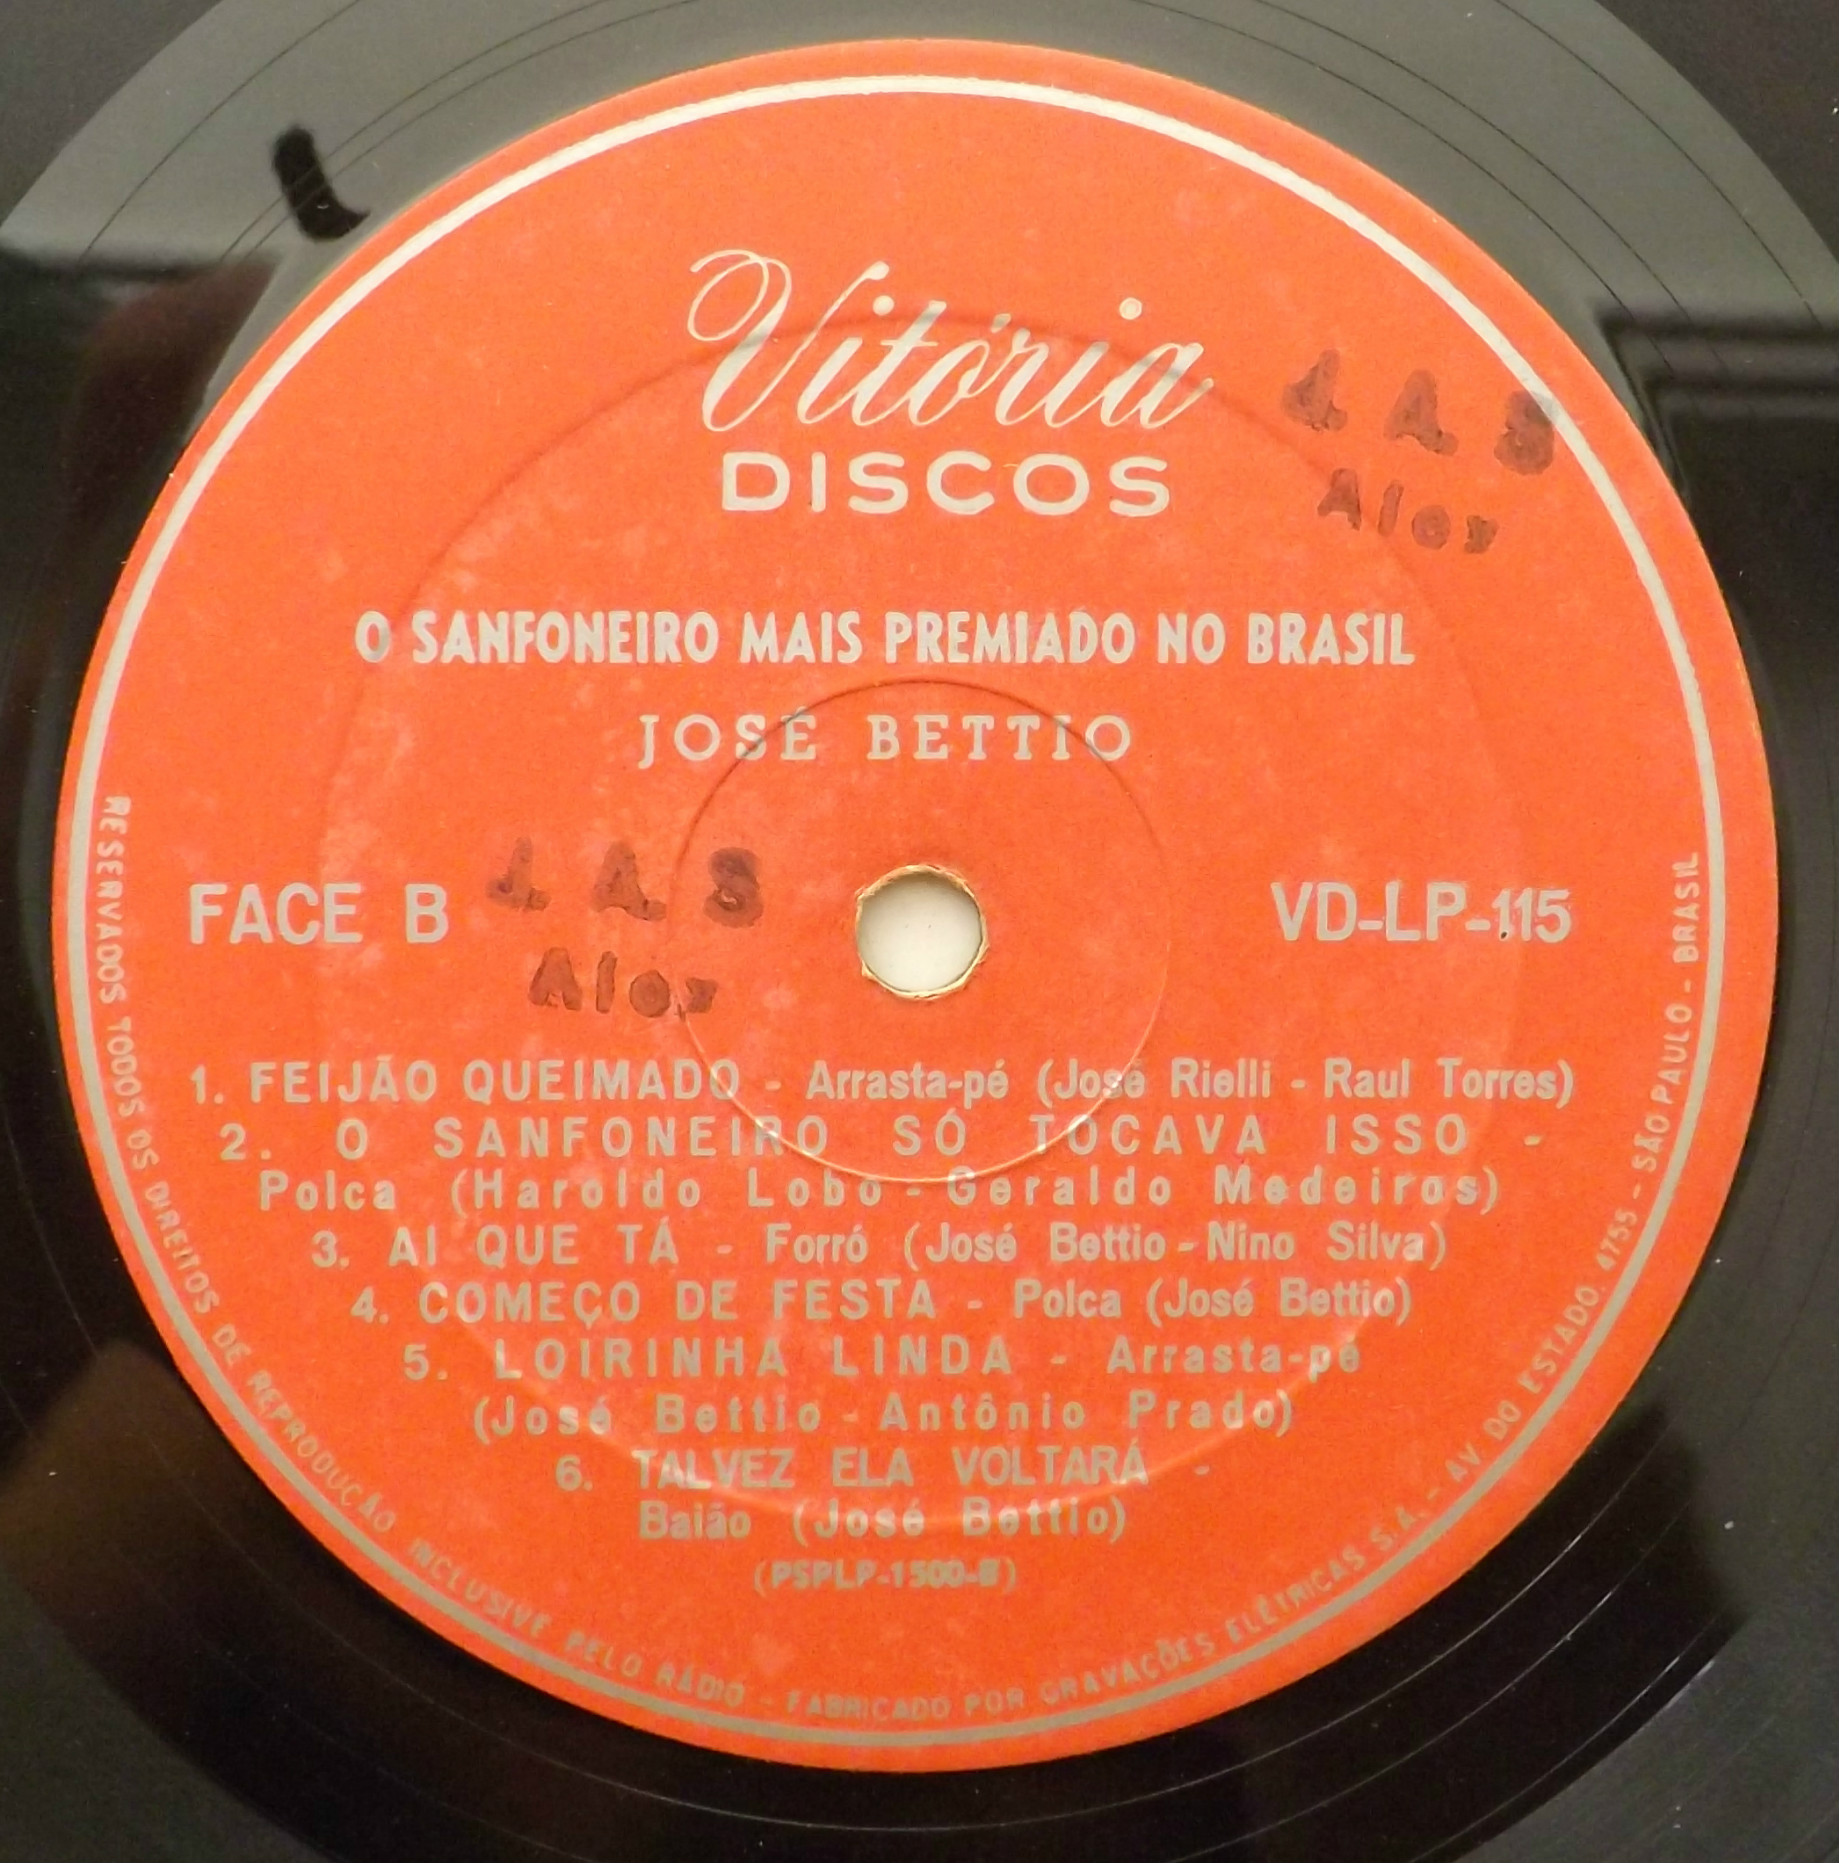 Vitória
DISCOS
J. A. S
Alex
O SANFONEIRO MAIS PREMIADO NO BRASIL
JOSÉ BETTIO
FACE B
J. A. S
Alex
VD-LP-115
1. FEIJÃO QUEIMADO - Arrasta-pé (José Rielli - Raul Torres)
2. O SANFONEIRO SÓ TOCAVA ISSO -
Polca (Haroldo Lobo - Geraldo Medeiros)
3. AI QUE TÁ - Forró (José Bettio - Nino Silva)
4. COMEÇO DE FESTA - Polca (José Bettio)
5. LOIRINHA LINDA - Arrasta-pé
(José Bettio - Antônio Prado)
6. TALVEZ ELA VOLTARÁ -
Baião (José Bettio)
(PSPLP-1500-B)
RESERVADOS TODOS OS DIREITOS DE REPRODUCÃO INCLUSIVE PELO RÁDIO - FABRICADO POR GRAVAÇÕES ELÉTRICAS S.A. - AV. DO ESTADO, 4755 - SÃO PAULO - BRASIL